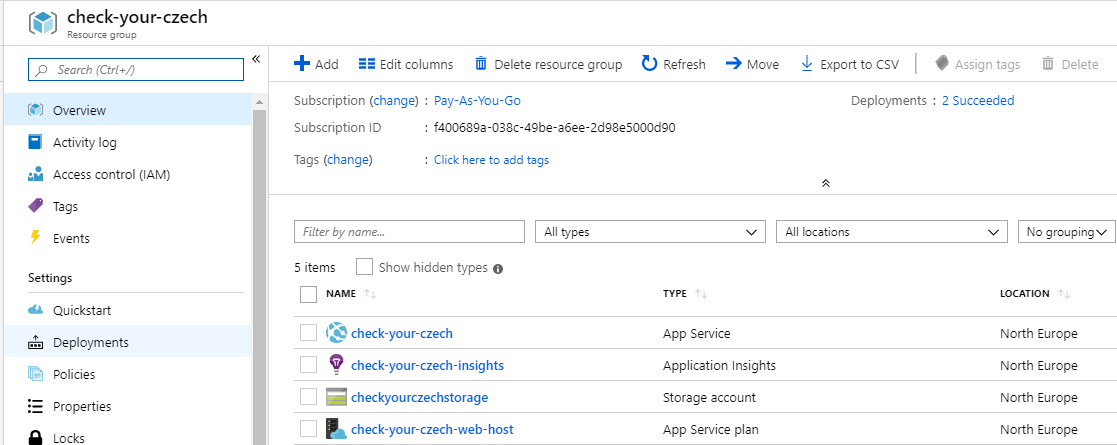 check-your-czech
Resource group
Search (Ctrl+/)
«
Overview
Activity log
Access control (IAM)
Tags
Events
Settings
Quickstart
Deployments
Policies
Properties
Locks
Add Edit columns Delete resource group Refresh Move Export to CSV Assign tags Delete
Subscription (change) : Pay-As-You-Go Deployments : 2 Succeeded
Subscription ID : f400689a-038c-49be-a6ee-2d98e5000d90
Tags (change) : Click here to add tags
Filter by name... All types All locations No grouping
5 items Show hidden types
NAME TYPE LOCATION
check-your-czech App Service North Europe
check-your-czech-insights Application Insights North Europe
checkyourczechstorage Storage account North Europe
check-your-czech-web-host App Service plan North Europe